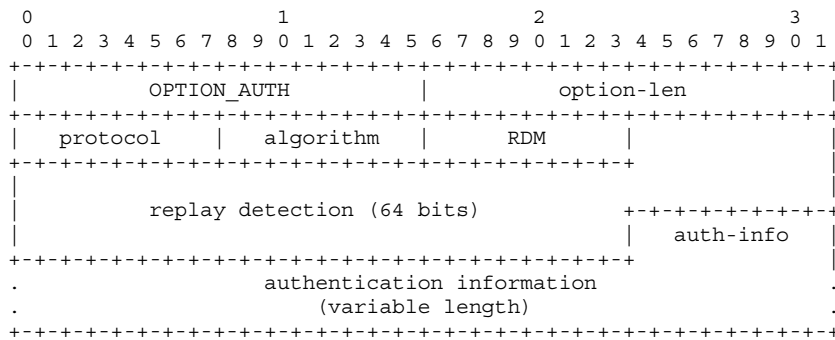 0                   1                   2                   3
0 1 2 3 4 5 6 7 8 9 0 1 2 3 4 5 6 7 8 9 0 1 2 3 4 5 6 7 8 9 0 1
+-+-+-+-+-+-+-+-+-+-+-+-+-+-+-+-+-+-+-+-+-+-+-+-+-+-+-+-+-+-+-+-+
|          OPTION_AUTH          |          option-len           |
+-+-+-+-+-+-+-+-+-+-+-+-+-+-+-+-+-+-+-+-+-+-+-+-+-+-+-+-+-+-+-+-+
|   protocol    |   algorithm   |      RDM      |               |
+-+-+-+-+-+-+-+-+-+-+-+-+-+-+-+-+-+-+-+-+-+-+-+-+               |
|                                                               |
|          replay detection (64 bits)           +-+-+-+-+-+-+-+-+
|                                               |   auth-info   |
+-+-+-+-+-+-+-+-+-+-+-+-+-+-+-+-+-+-+-+-+-+-+-+-+               |
.                   authentication information                  .
.                       (variable length)                       .
+-+-+-+-+-+-+-+-+-+-+-+-+-+-+-+-+-+-+-+-+-+-+-+-+-+-+-+-+-+-+-+-+